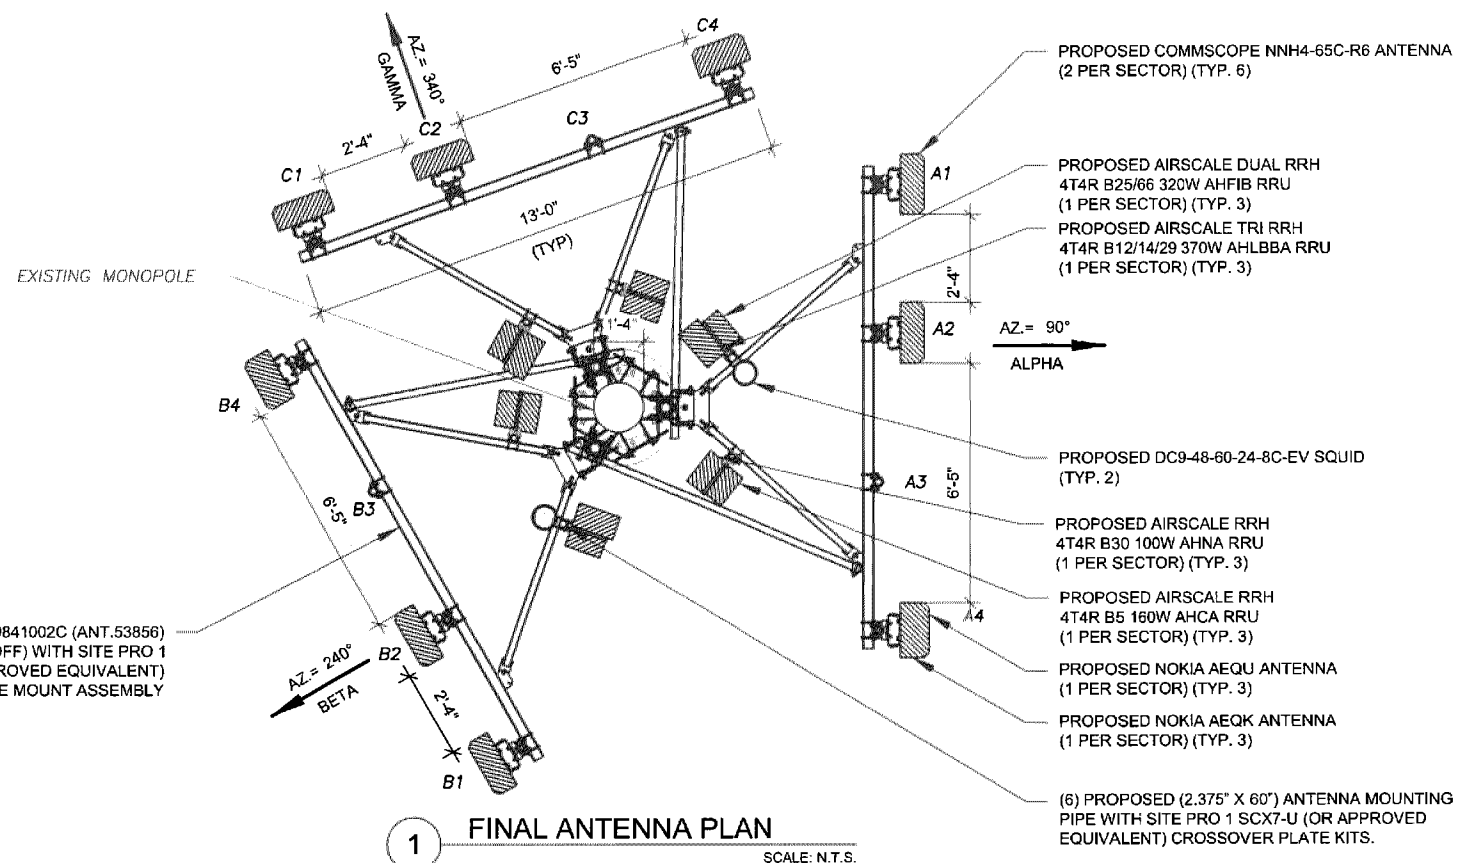 C4
AZ.= 340°
GAMMA
6'-5"
C2
C3
2'-4"
C1
13'-0"
(TYP)
EXISTING MONOPOLE
1'-4"
A1
2'-4"
A2
AZ.= 90°
ALPHA
A3
6'-5"
A4
B4
6'-5"
B3
B2
AZ.= 240°
BETA
2'-4"
B1
9841002C (ANT.53856)
OFF) WITH SITE PRO 1
ROVED EQUIVALENT)
E MOUNT ASSEMBLY
PROPOSED COMMSCOPE NNH4-65C-R6 ANTENNA
(2 PER SECTOR) (TYP. 6)
PROPOSED AIRSCALE DUAL RRH
4T4R B25/66 320W AHFIB RRU
(1 PER SECTOR) (TYP. 3)
PROPOSED AIRSCALE TRI RRH
4T4R B12/14/29 370W AHLBBA RRU
(1 PER SECTOR) (TYP. 3)
PROPOSED DC9-48-60-24-8C-EV SQUID
(TYP. 2)
PROPOSED AIRSCALE RRH
4T4R B30 100W AHNA RRU
(1 PER SECTOR) (TYP. 3)
PROPOSED AIRSCALE RRH
4T4R B5 160W AHCA RRU
(1 PER SECTOR) (TYP. 3)
PROPOSED NOKIA AEQU ANTENNA
(1 PER SECTOR) (TYP. 3)
PROPOSED NOKIA AEQK ANTENNA
(1 PER SECTOR) (TYP. 3)
(6) PROPOSED (2.375" X 60") ANTENNA MOUNTING
PIPE WITH SITE PRO 1 SCX7-U (OR APPROVED
EQUIVALENT) CROSSOVER PLATE KITS.
1
FINAL ANTENNA PLAN
SCALE: N.T.S.